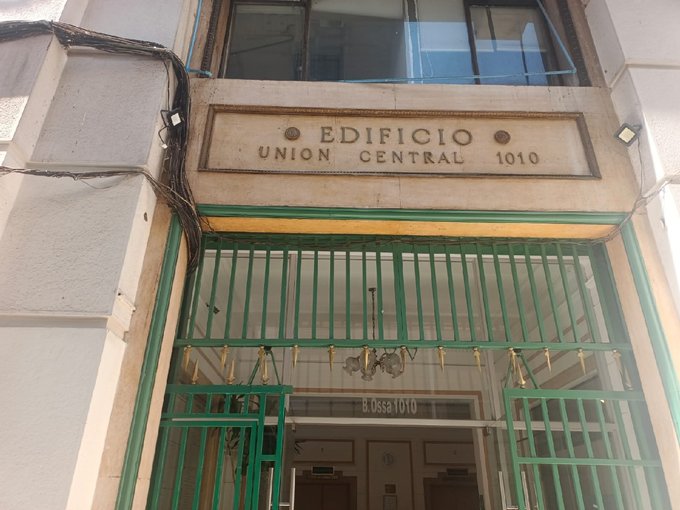 EDIFICIO
UNION CENTRAL 1010
B. Ossa 1010